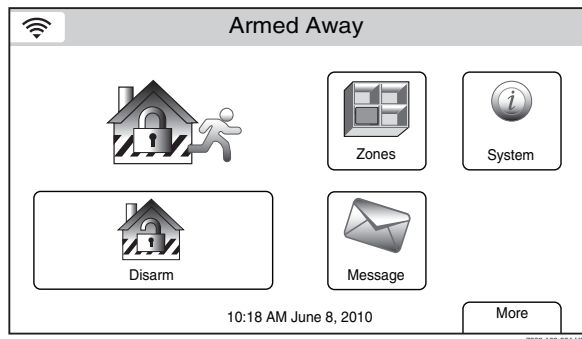 Armed Away
Zones
System
Disarm
Message
10:18 AM June 8, 2010
More